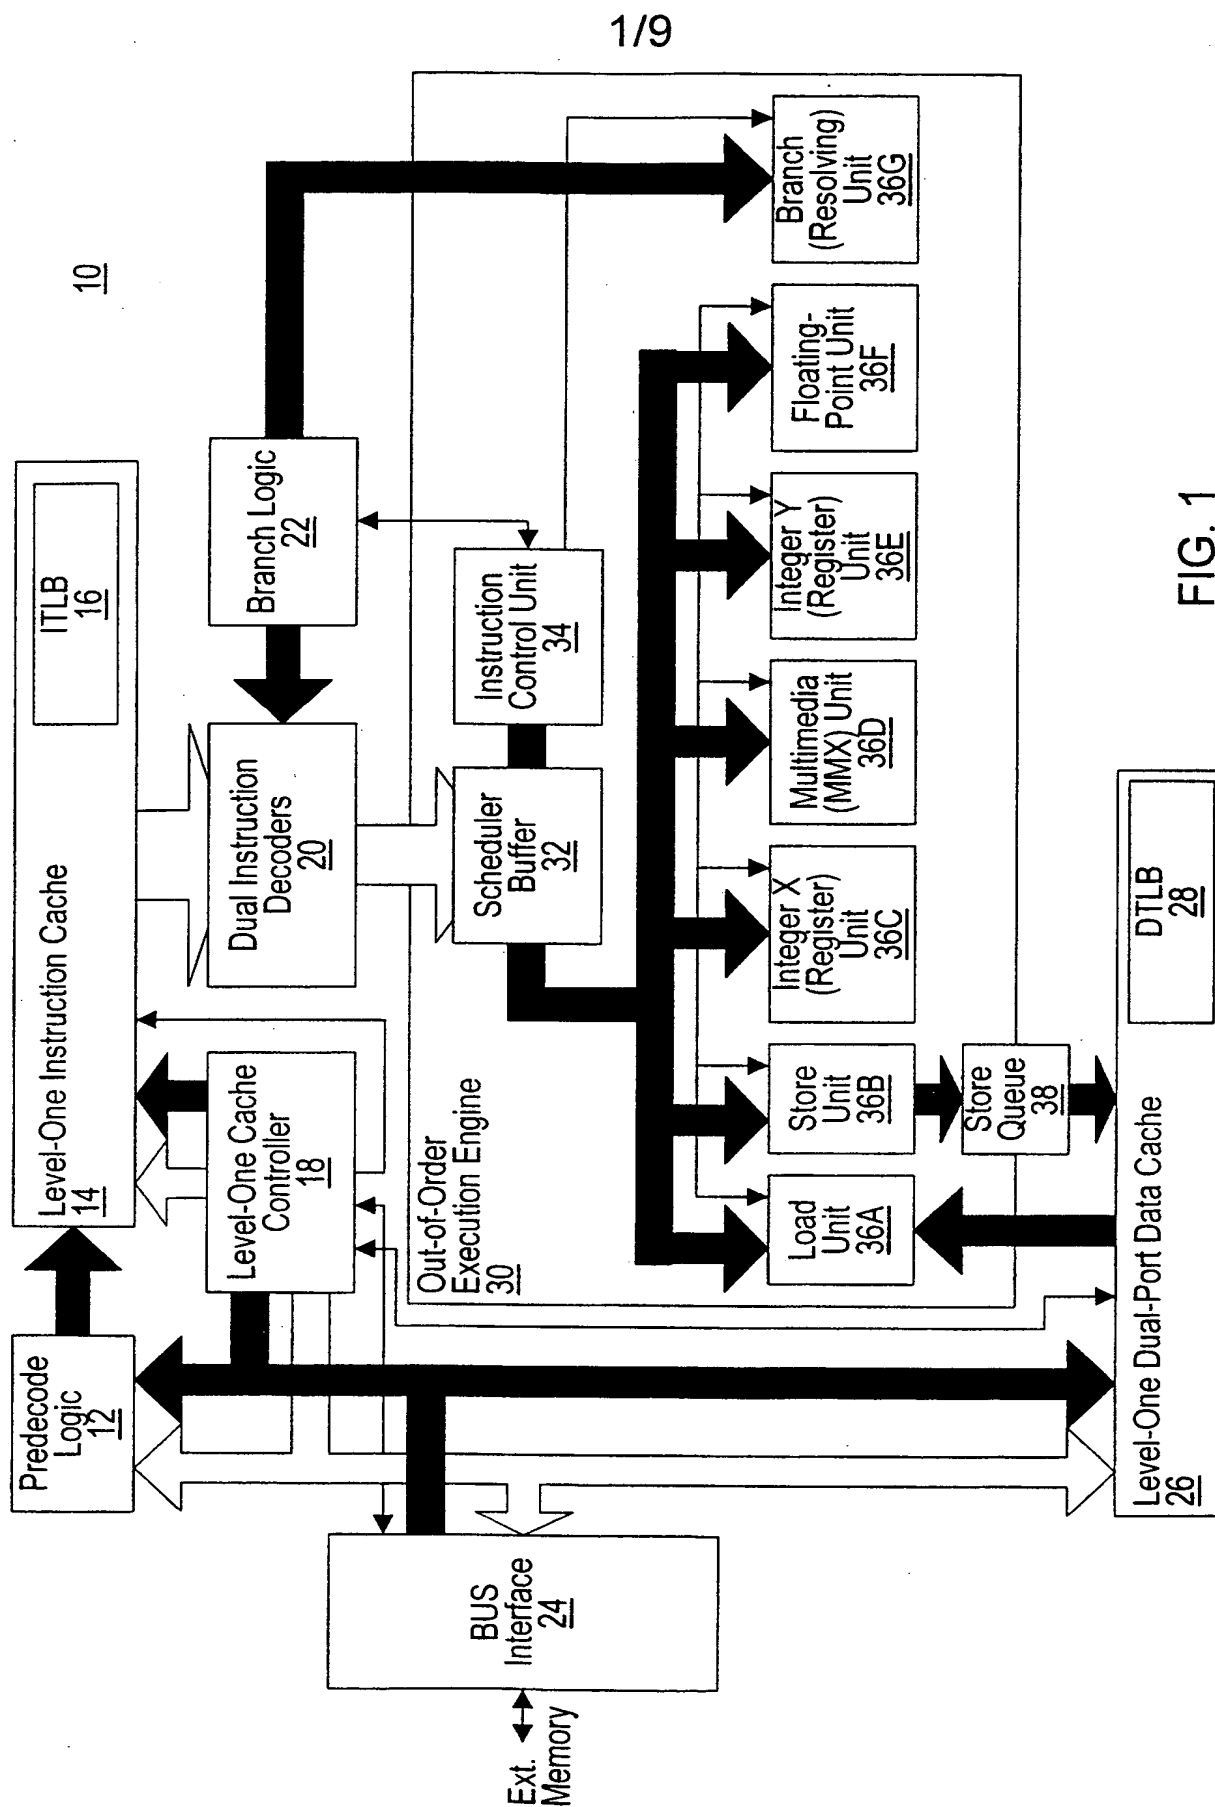 1/9
10
Predecode
Logic
12
Level-One Instruction Cache
14
ITLB
16
Level-One Cache
Controller
18
Dual Instruction
Decoders
20
Branch Logic
22
BUS
Interface
24
Ext.
Memory
Out-of-Order
Execution Engine
30
Scheduler
Buffer
32
Instruction
Control Unit
34
Load
Unit
36A
Store
Unit
36B
Integer X
(Register)
Unit
36C
Multimedia
(MMX) Unit
36D
Integer Y
(Register)
Unit
36E
Floating-
Point Unit
36F
Branch
(Resolving)
Unit
36G
Store
Queue
38
Level-One Dual-Port Data Cache
26
DTLB
28
FIG. 1